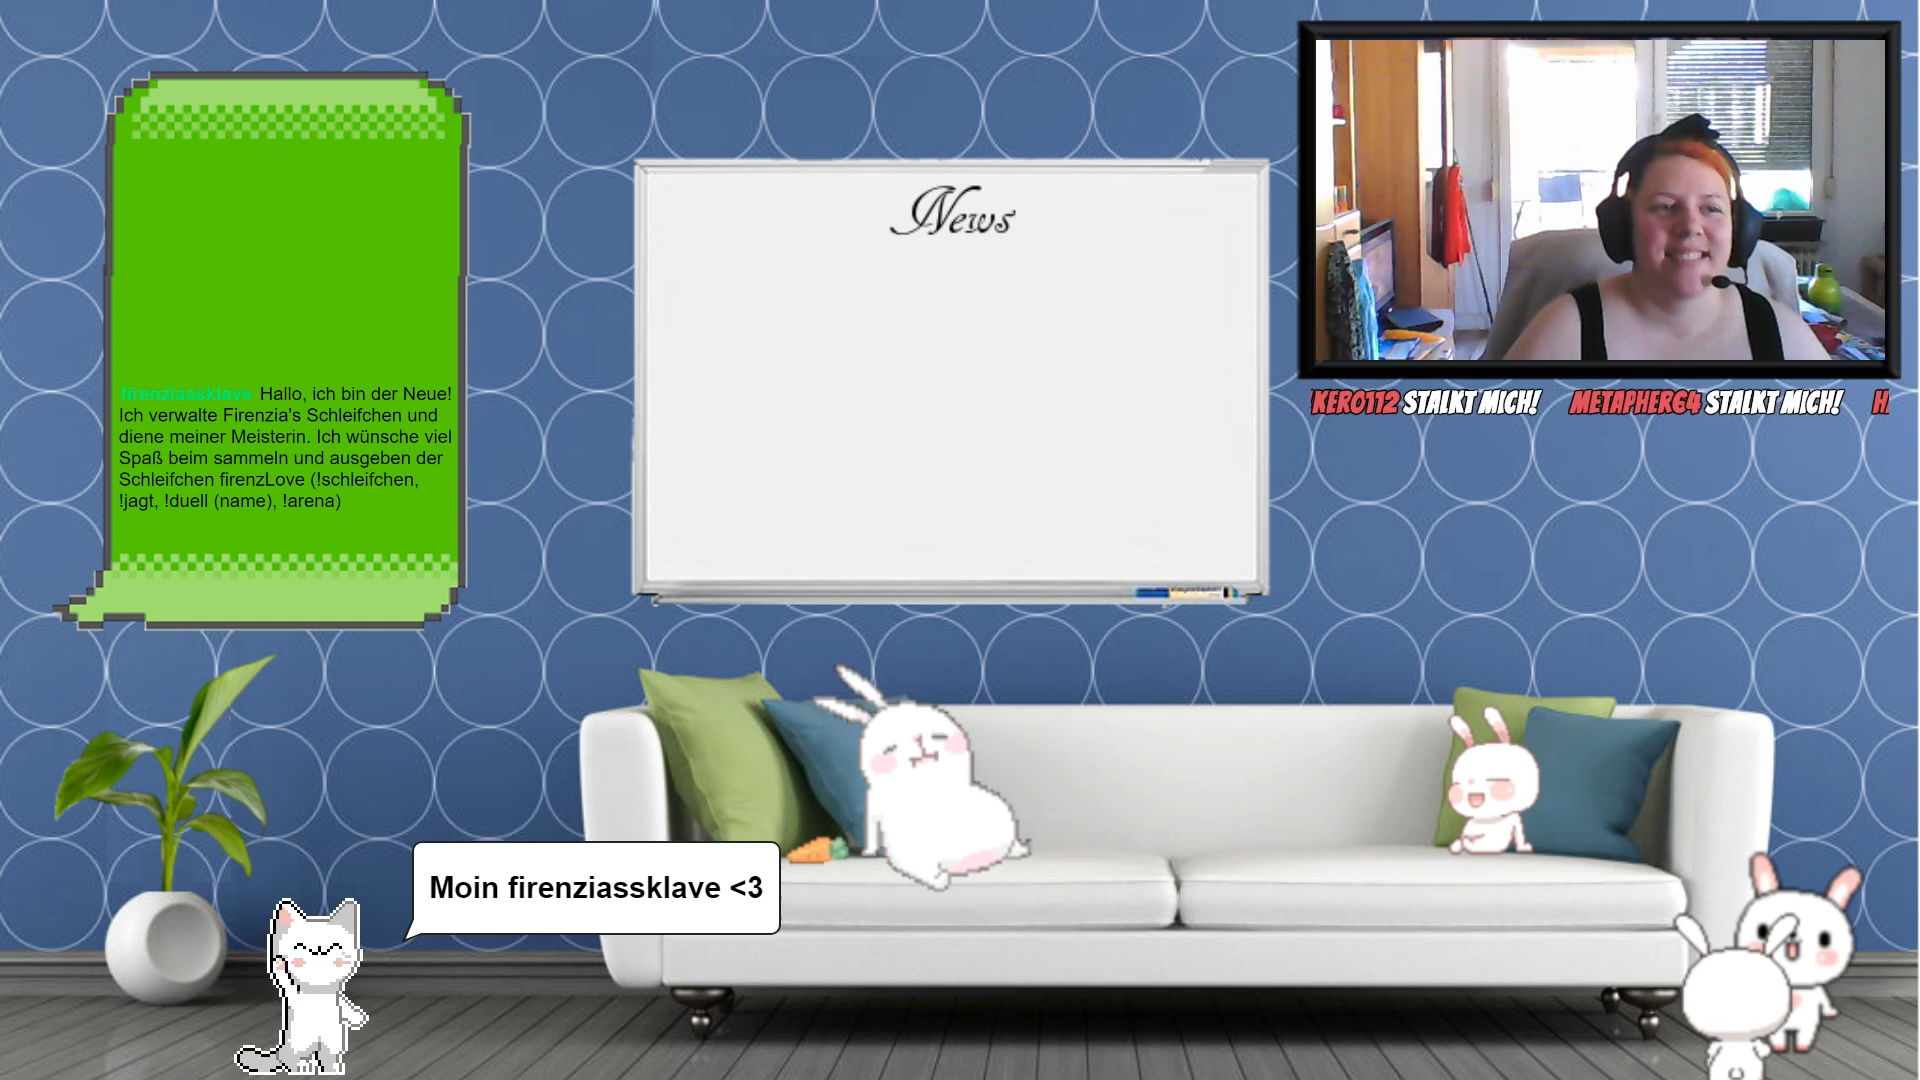 News
KERO112 STALKT MICH! METAPHER64 STALKT MICH!
firenziassklave Hallo, ich bin der Neue!
Ich verwalte Firenzia's Schleifchen und
diene meiner Meisterin. Ich wünsche viel
Spaß beim sammeln und ausgeben der
Schleifchen firenzLove (!schleifchen,
!jagt, !duell (name), !arena)
Moin firenziassklave <3